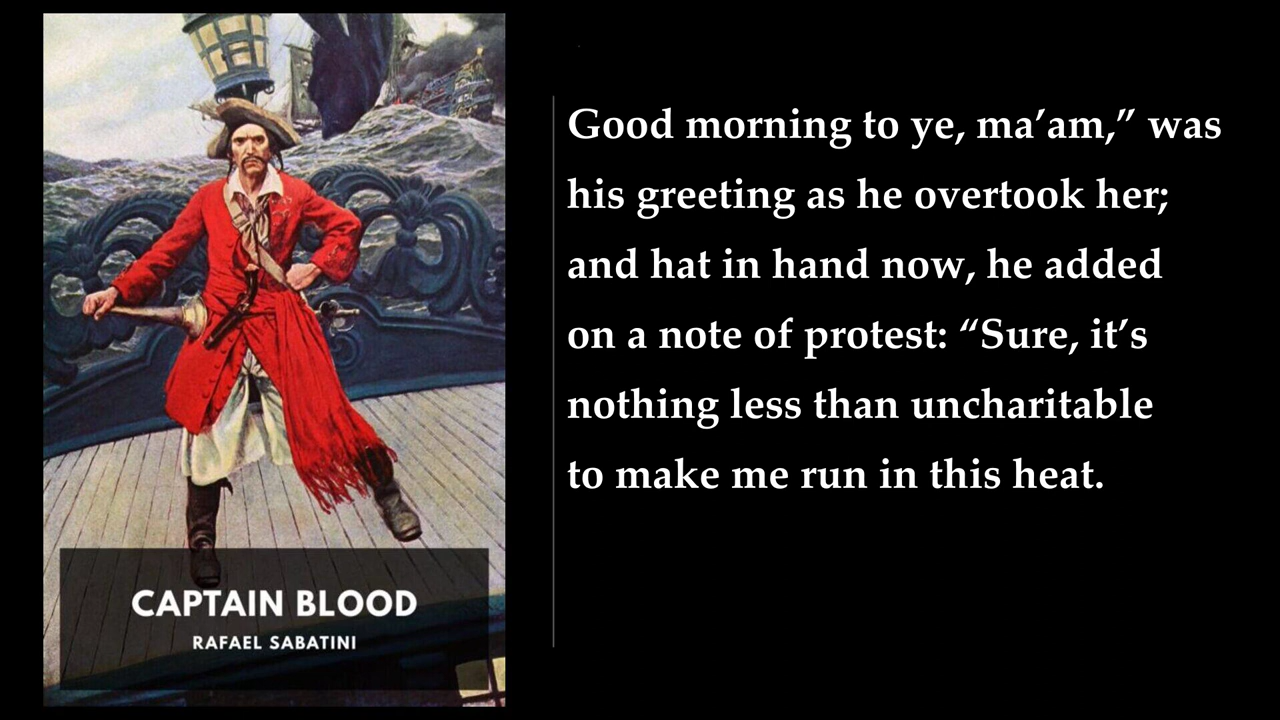 CAPTAIN BLOOD
RAFAEL SABATINI
Good morning to ye, ma’am,” was
his greeting as he overtook her;
and hat in hand now, he added
on a note of protest: “Sure, it’s
nothing less than uncharitable
to make me run in this heat.